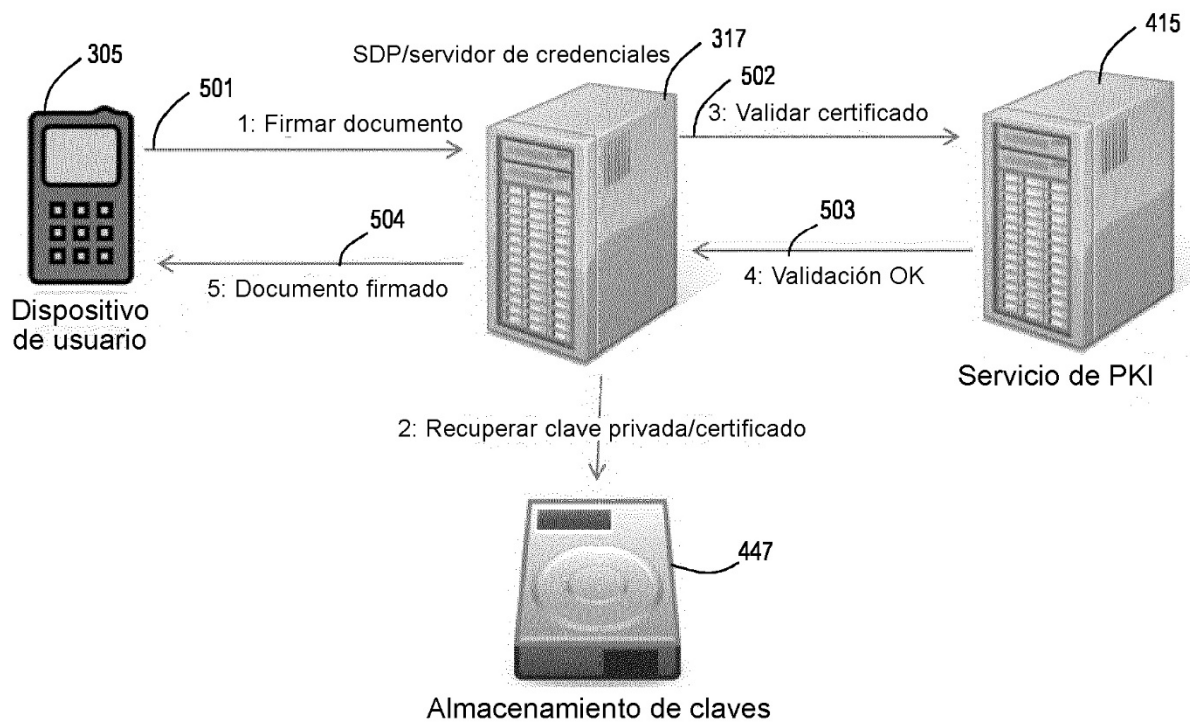 305
501
1: Firmar documento
SDP/servidor de credenciales
317
502
3: Validar certificado
415
504
5: Documento firmado
503
4: Validación OK
Dispositivo
de usuario
Servicio de PKI
2: Recuperar clave privada/certificado
447
Almacenamiento de claves